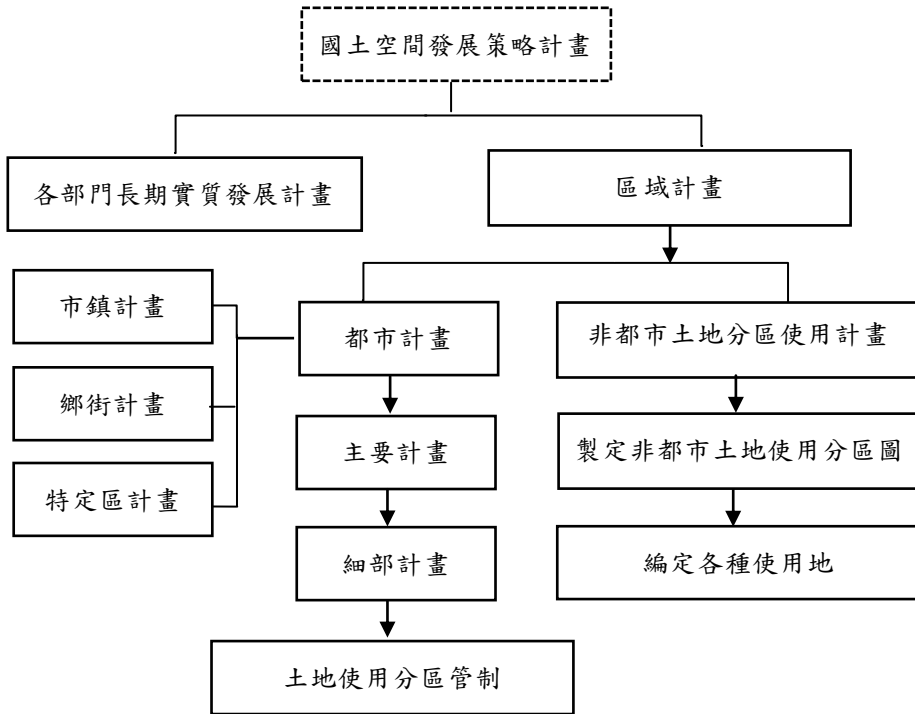 國土空間發展策略計畫
各部門長期實質發展計畫
區域計畫
市鎮計畫
都市計畫
非都市土地分區使用計畫
鄉街計畫
主要計畫
製定非都市土地使用分區圖
特定區計畫
細部計畫
編定各種使用地
土地使用分區管制